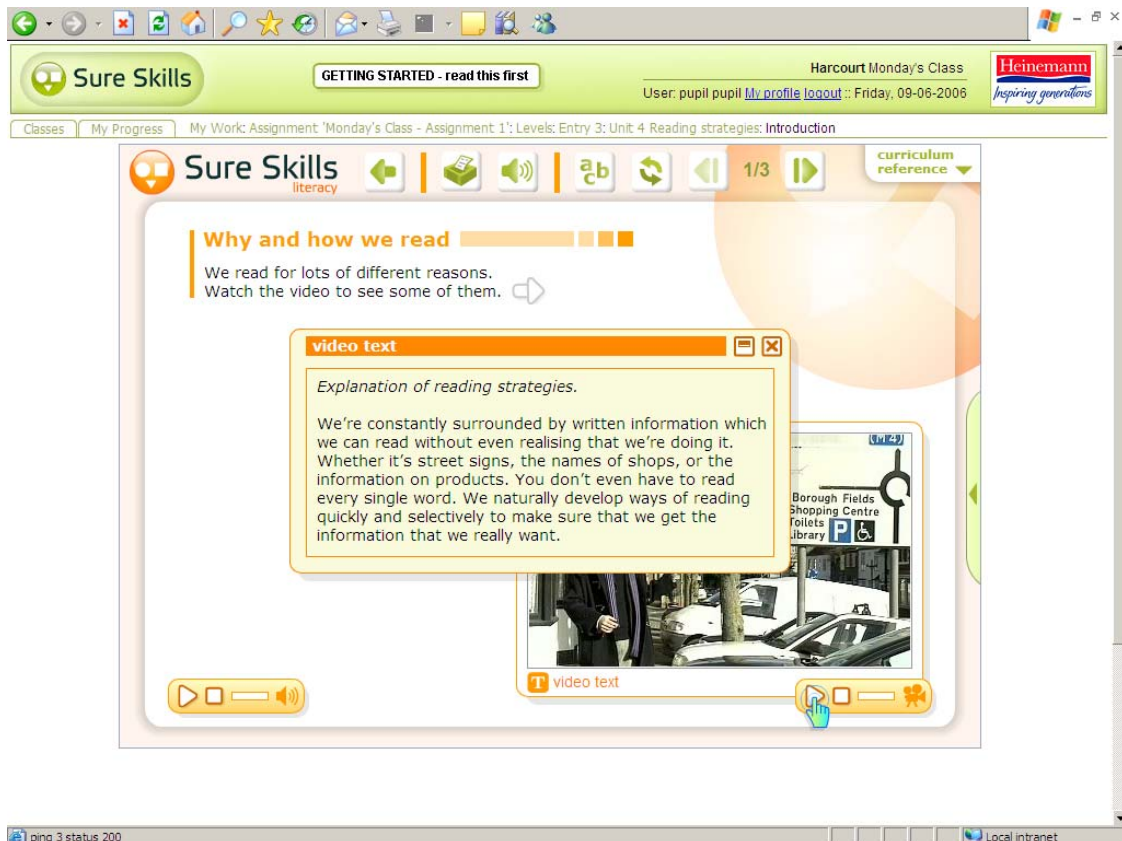 Sure Skills
GETTING STARTED - read this first
Harcourt Monday's Class
User: pupil pupil My profile logout :: Friday, 09-06-2006
Heinemann
Inspiring generations
Classes
My Progress
My Work: Assignment 'Monday's Class - Assignment 1': Levels: Entry 3: Unit 4 Reading strategies: Introduction
Sure Skills
literacy
a b c
1/3
curriculum
reference
Why and how we read
We read for lots of different reasons.
Watch the video to see some of them.
video text
Explanation of reading strategies.
We're constantly surrounded by written information which
we can read without even realising that we're doing it.
Whether it's street signs, the names of shops, or the
information on products. You don't even have to read
every single word. We naturally develop ways of reading
quickly and selectively to make sure that we get the
information that we really want.
(M 4)
Borough Fields
Shopping Centre
Toilets
Library P
T video text
ping 3 status 200
Local intranet